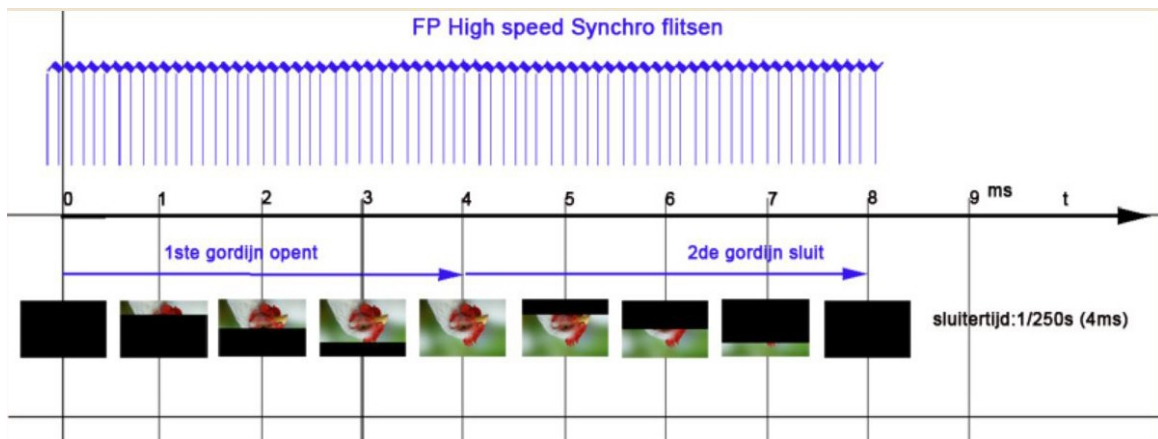 FP High speed Synchro flitsen
0 1 2 3 4 5 6 7 8 9 ms t
1ste gordijn opent 2de gordijn sluit
sluitertijd:1/250s (4ms)